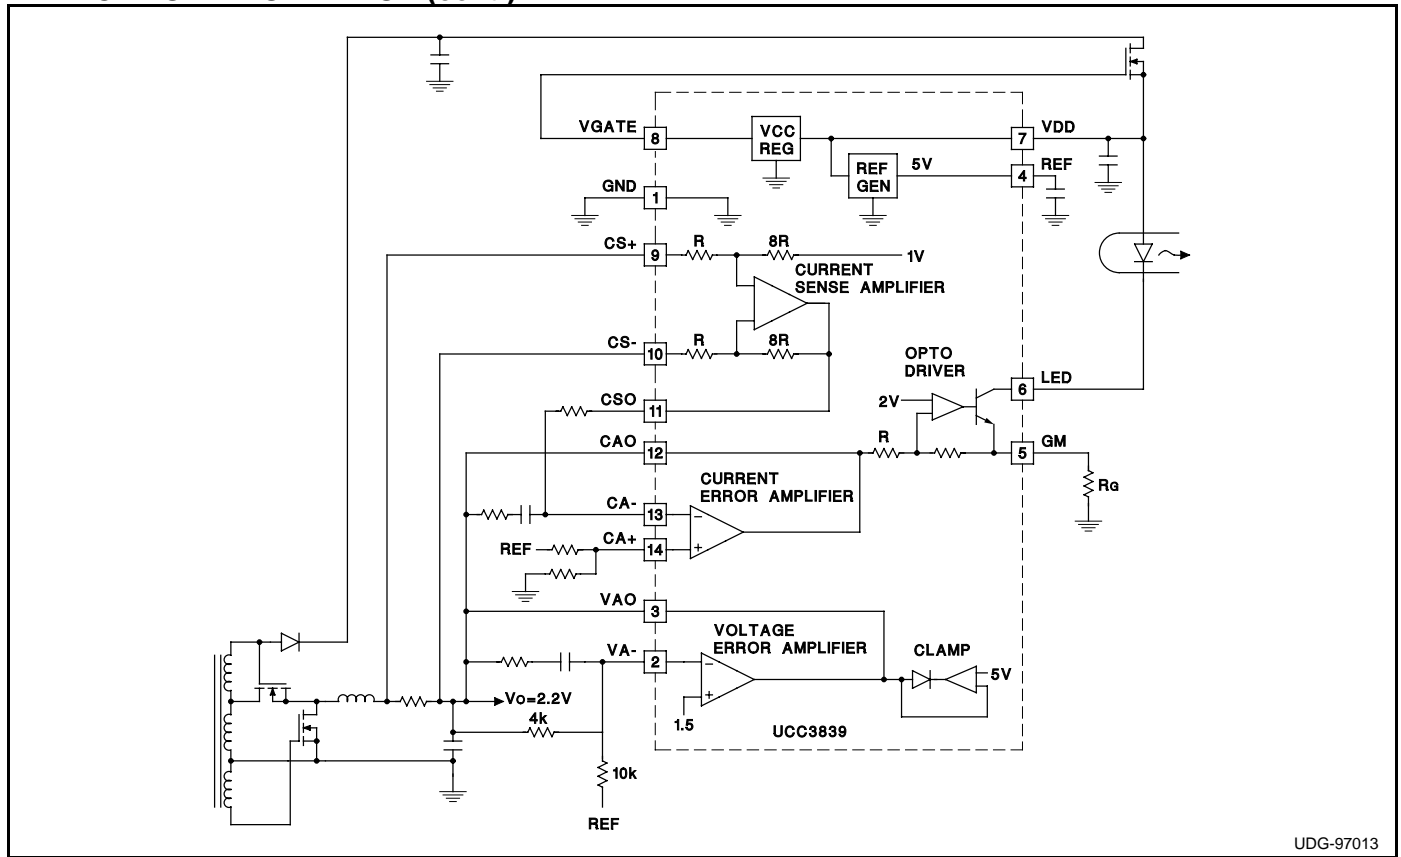 VGATE
8
VCC
REG
7
VDD
REF
GEN
5V
4
REF
GND
1
CS+
9
R
8R
1V
CURRENT
SENSE AMPLIFIER
CS-
10
R
8R
OPTO
DRIVER
6
LED
2V
CSO
11
CAO
12
R
5
GM
RG
CURRENT
ERROR AMPLIFIER
CA-
13
−
REF
CA+
14
+
VAO
3
VOLTAGE
ERROR AMPLIFIER
CLAMP
VA-
2
−
5V
+
1.5
VO=2.2V
4k
UCC3839
10k
REF
UDG-97013